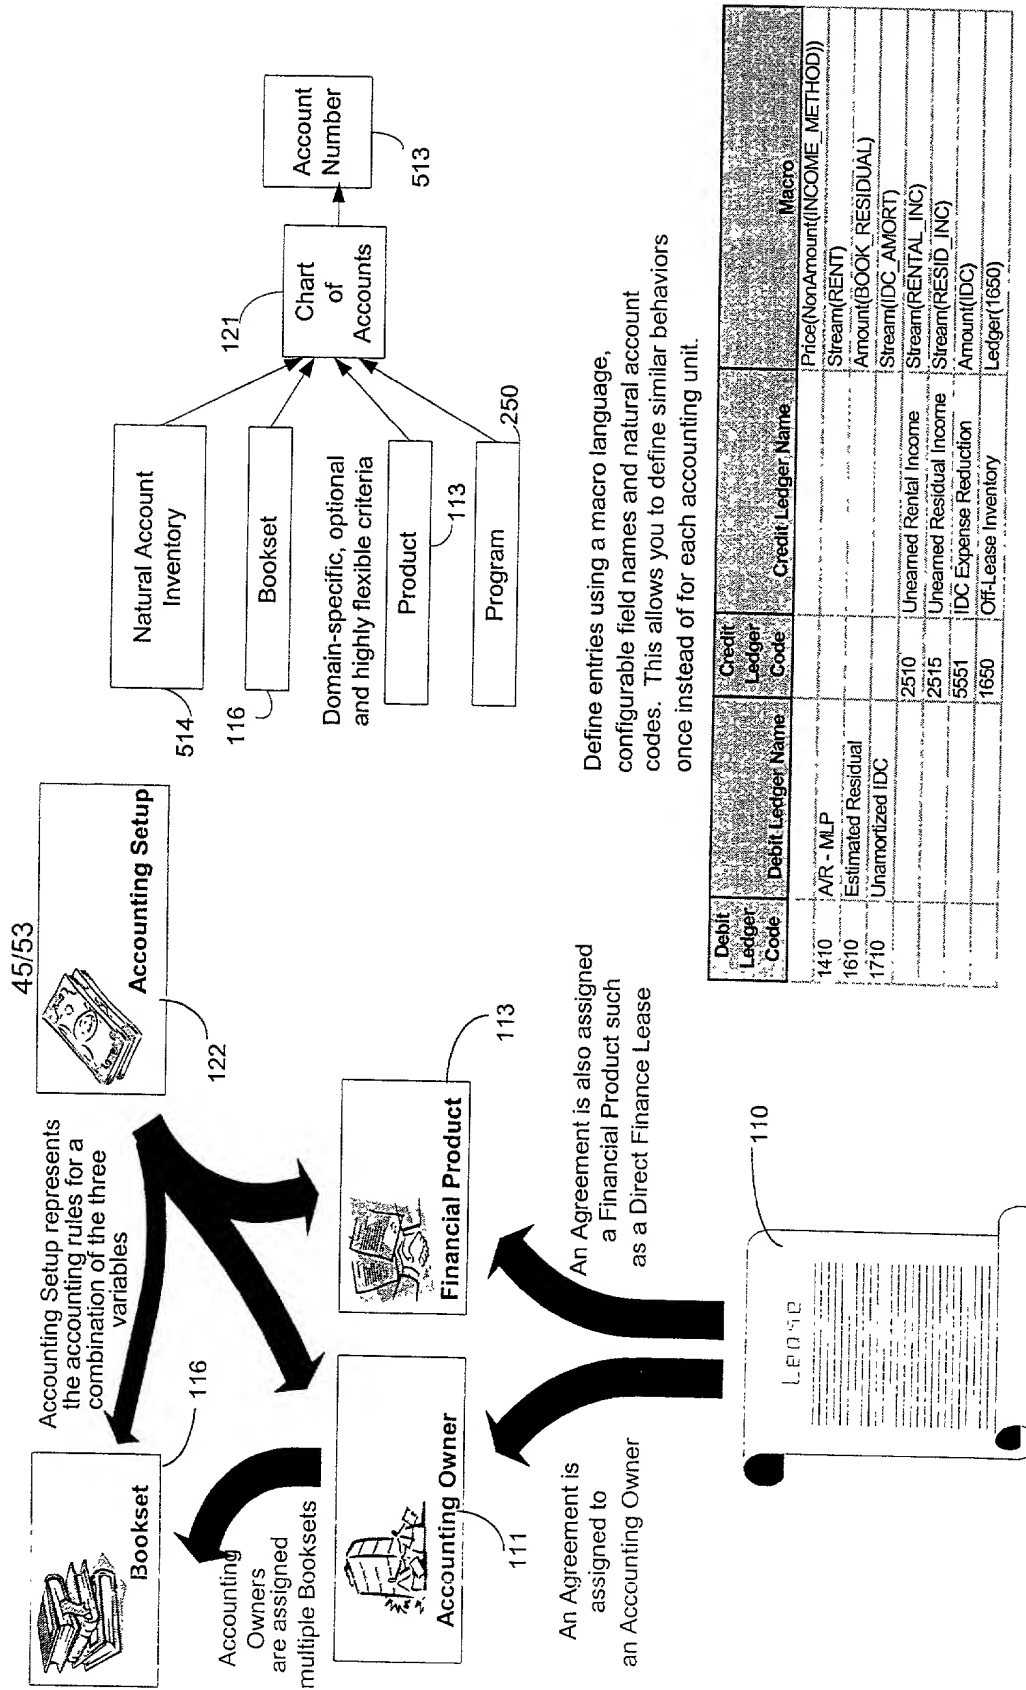 45/53
Bookset
116
Accounting Setup represents
the accounting rules for a
combination of the three
variables
Accounting Setup
122
Accounting
Owners
are assigned
multiple Booksets
Accounting Owner
111
Financial Product
113
An Agreement is
assigned to
an Accounting Owner
An Agreement is also assigned
a Financial Product such
as a Direct Finance Lease
Lease
110
Natural Account
Inventory
514
Bookset
116
Domain-specific, optional
and highly flexible criteria
Product
113
Program
250
Chart
of
Accounts
121
Account
Number
513
Define entries using a macro language,
configurable field names and natural account
codes. This allows you to define similar behaviors
once instead of for each accounting unit.
Debit Ledger Code Debit Ledger Name Credit Ledger Code Credit Ledger Name Macro
Price(NonAmount(INCOME_METHOD))
1410 A/R - MLP Stream(RENT)
1610 Estimated Residual Amount(BOOK_RESIDUAL)
1710 Unamortized IDC Stream(IDC_AMORT)
2510 Unearned Rental Income Stream(RENTAL_INC)
2515 Unearned Residual Income Stream(RESID_INC)
5551 IDC Expense Reduction Amount(IDC)
1650 Off-Lease Inventory Ledger(1650)